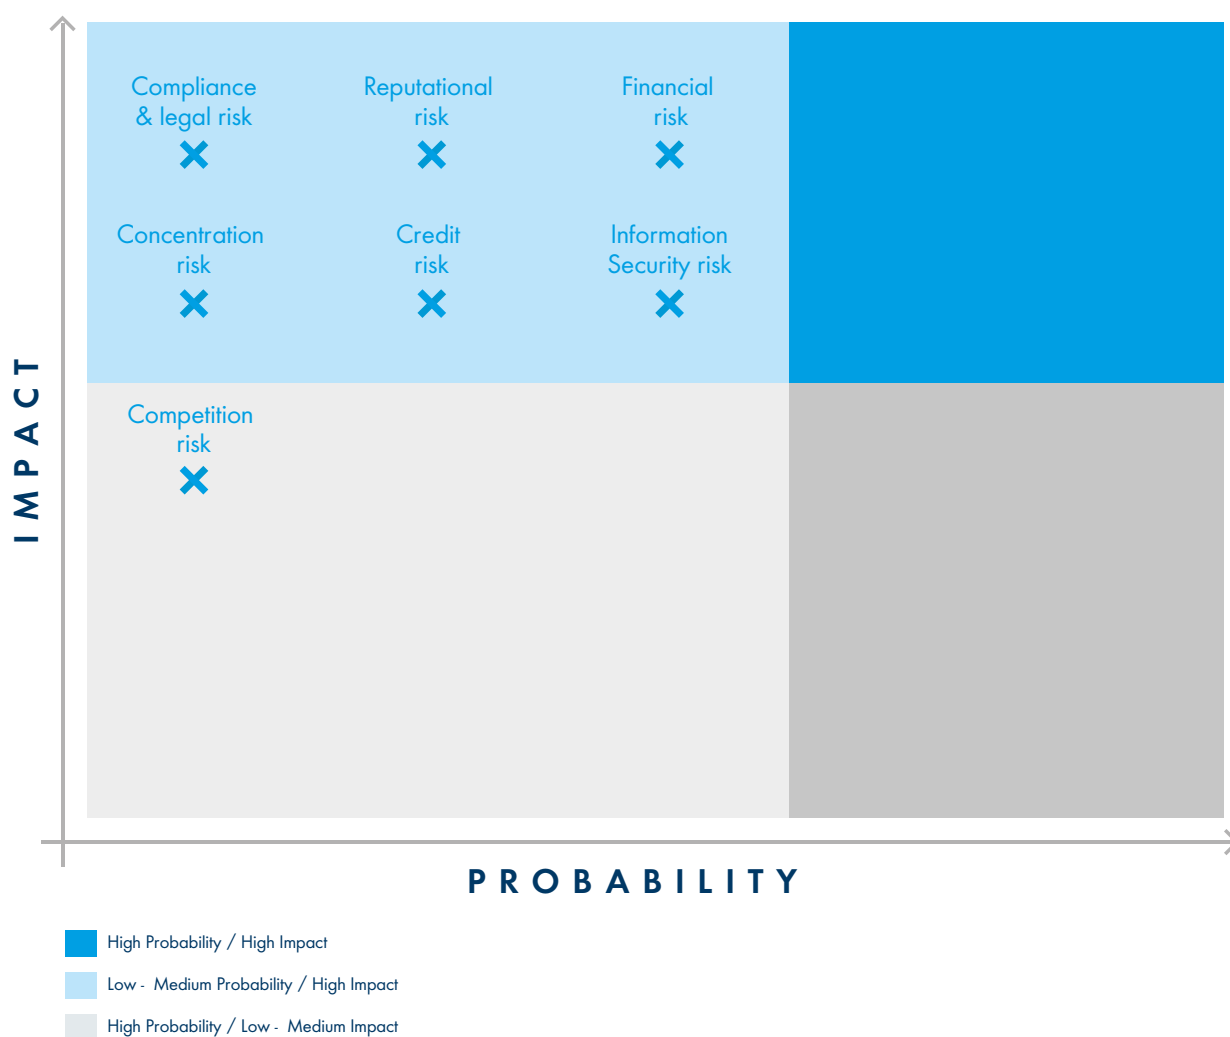 Compliance
& legal risk
Reputational
risk
Financial
risk
Concentration
risk
Credit
risk
Information
Security risk
Competition
risk
IMPACT
PROBABILITY
High Probability / High Impact
Low - Medium Probability / High Impact
High Probability / Low - Medium Impact